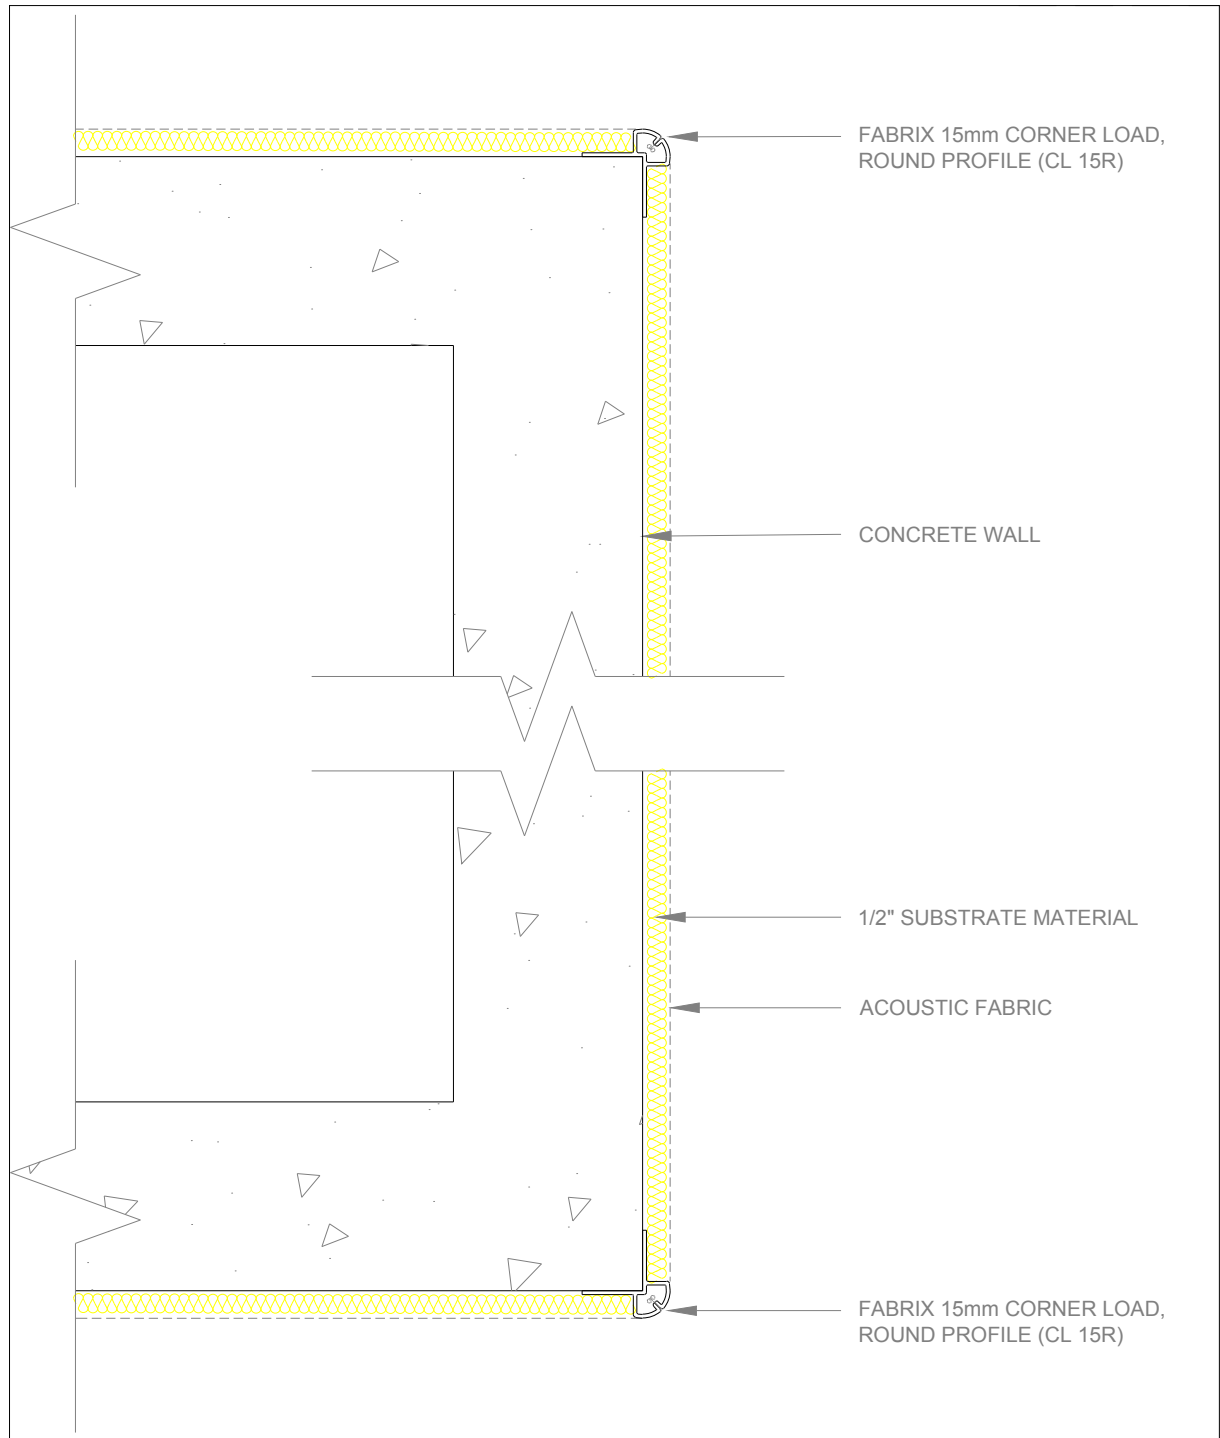 FABRIX 15mm CORNER LOAD,
ROUND PROFILE (CL 15R)
CONCRETE WALL
1/2" SUBSTRATE MATERIAL
ACOUSTIC FABRIC
FABRIX 15mm CORNER LOAD,
ROUND PROFILE (CL 15R)